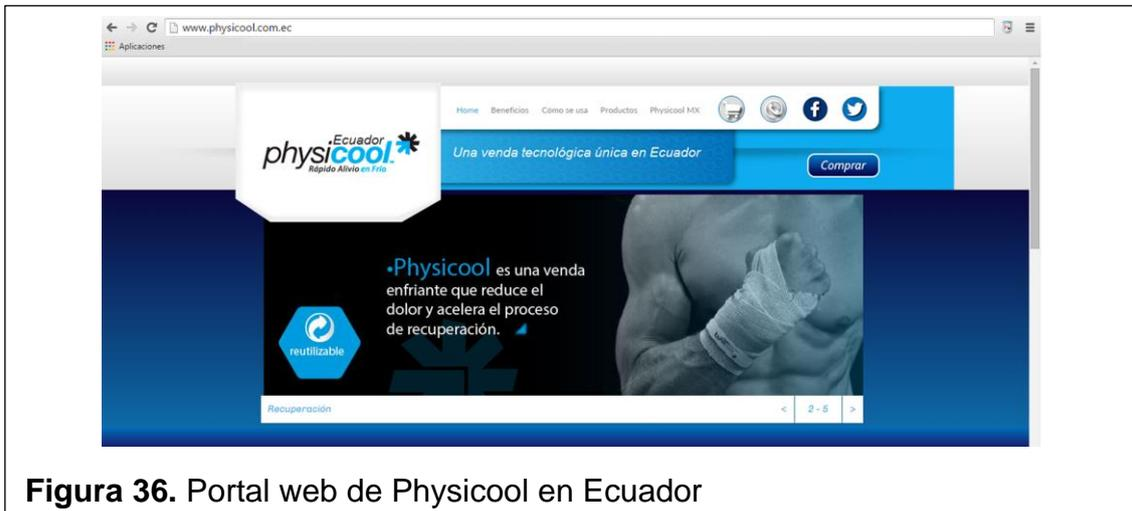 www.physicool.com.ec
Aplicaciones
Home Beneficios Como se usa Productos Physicool MX
Ecuador
physicool.
Rápido Alivio en Frío
Una venda tecnológica única en Ecuador
Comprar
•Physicool es una venda
enfriante que reduce el
dolor y acelera el proceso
de recuperación.
reutilizable
Recuperación < 2 - 5 >
Figura 36. Portal web de Physicool en Ecuador